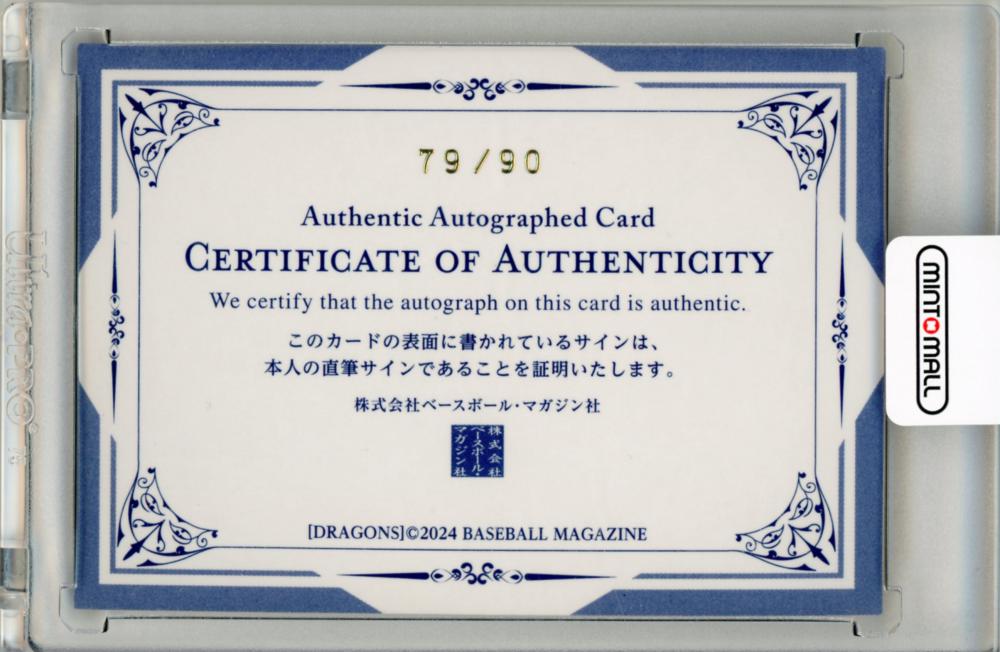 79/90
Authentic Autographed Card
CERTIFICATE OF AUTHENTICITY
We certify that the autograph on this card is authentic.
このカードの表面に書かれているサインは、
本人の直筆サインであることを証明いたします。
株式会社ベースボール・マガジン社
株式会社
ベースボール・
マガジン社
[DRAGONS]©2024 BASEBALL MAGAZINE
MINT MALL
Ultra·PRO®